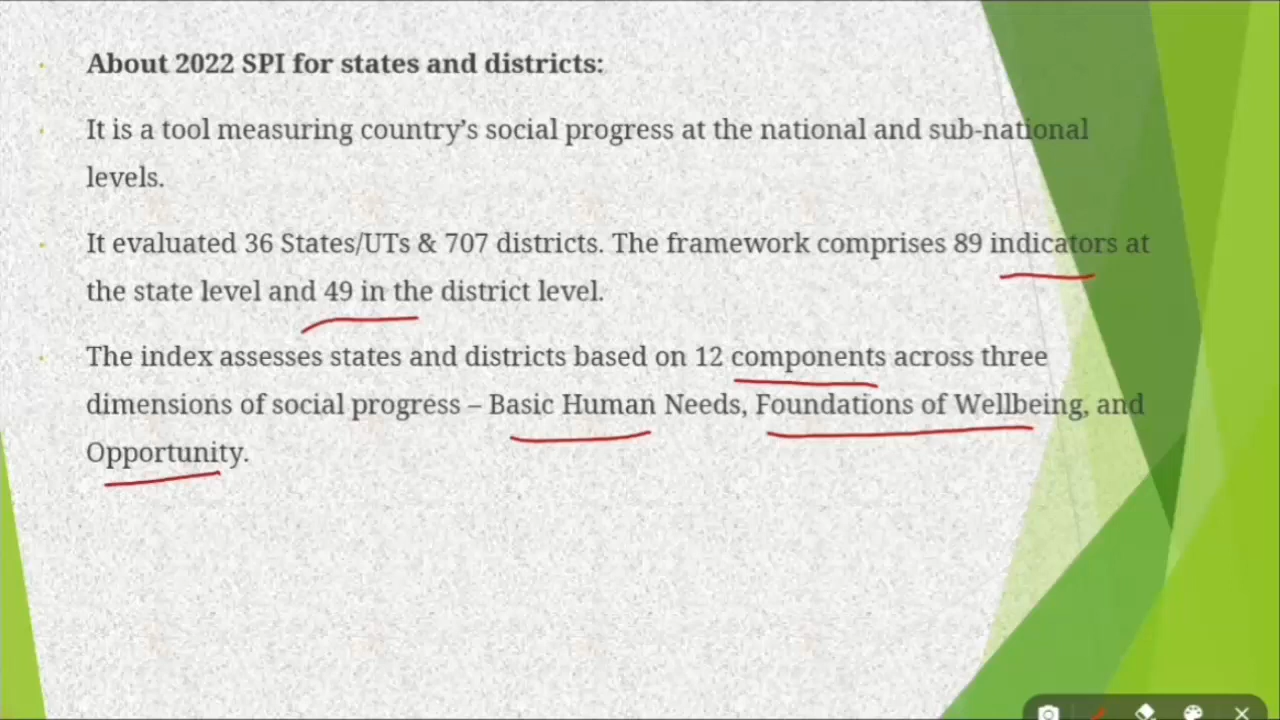 About 2022 SPI for states and districts:
It is a tool measuring country's social progress at the national and sub-national
levels.
It evaluated 36 States/UTs & 707 districts. The framework comprises 89 indicators at
the state level and 49 in the district level.
The index assesses states and districts based on 12 components across three
dimensions of social progress – Basic Human Needs, Foundations of Wellbeing, and
Opportunity.